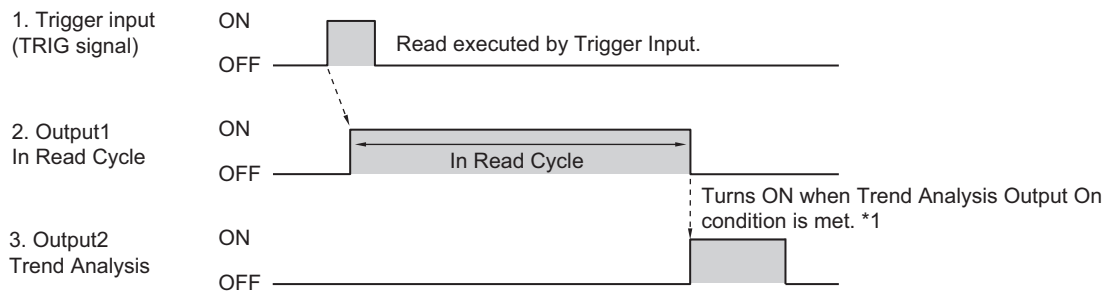 1. Trigger input
(TRIG signal)
ON
OFF
Read executed by Trigger Input.
2. Output1
In Read Cycle
ON
OFF
In Read Cycle
Turns ON when Trend Analysis Output On
condition is met. *1
3. Output2
Trend Analysis
ON
OFF